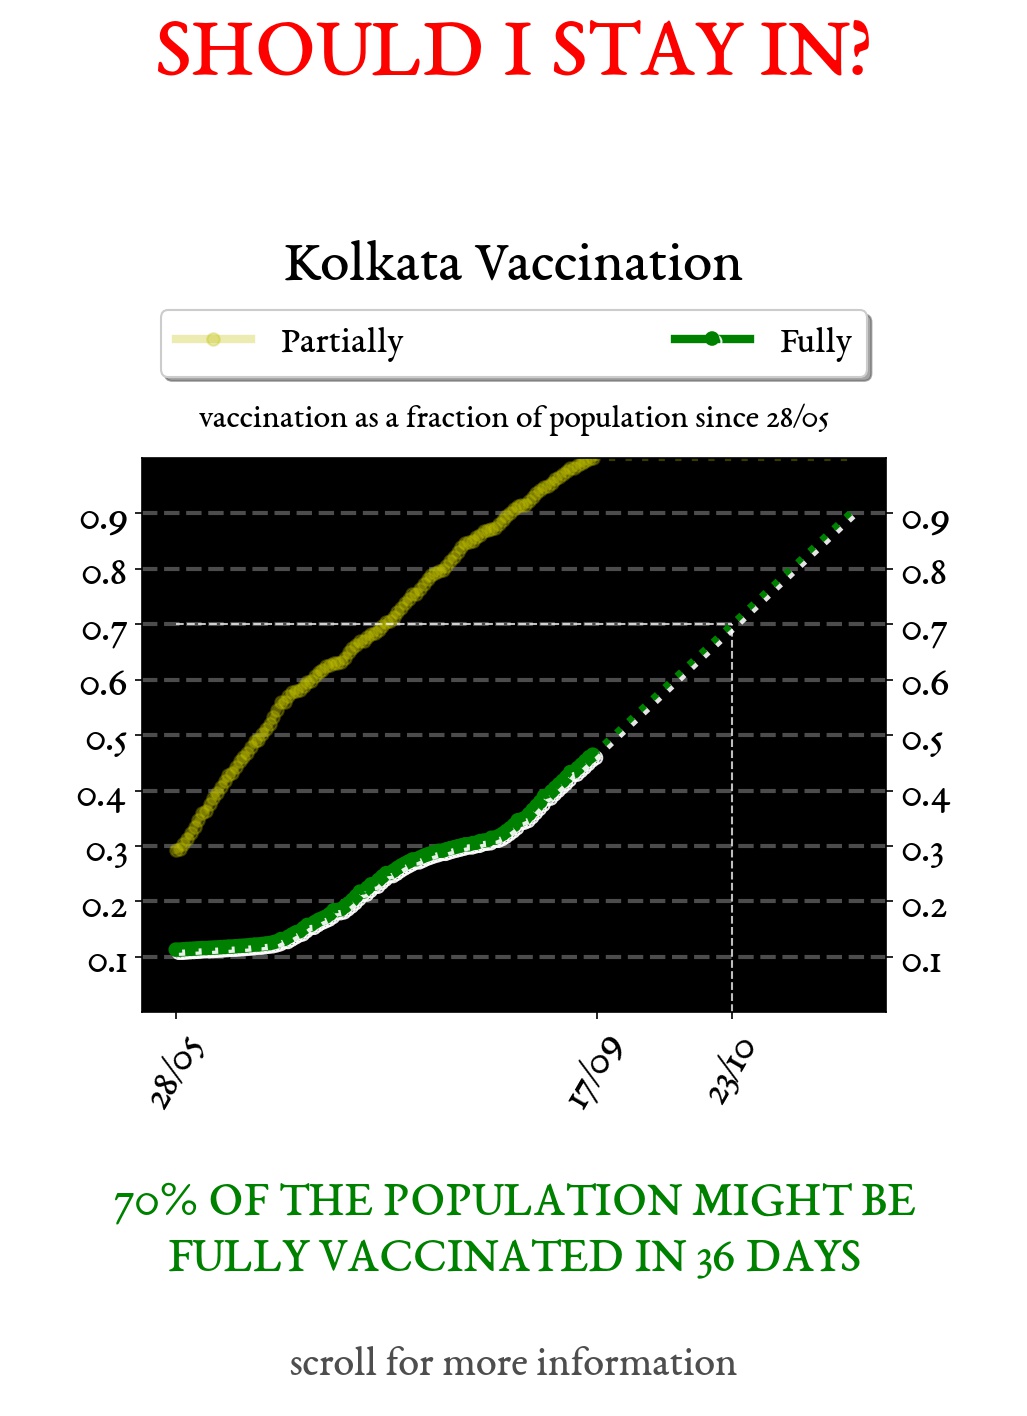 SHOULD I STAY IN?
Kolkata Vaccination
Partially Fully
vaccination as a fraction of population since 28/05
0.9 0.9
0.8 0.8
0.7 0.7
0.6 0.6
0.5 0.5
0.4 0.4
0.3 0.3
0.2 0.2
0.1 0.1
28/05 17/09 23/10
70% OF THE POPULATION MIGHT BE
FULLY VACCINATED IN 36 DAYS
scroll for more information